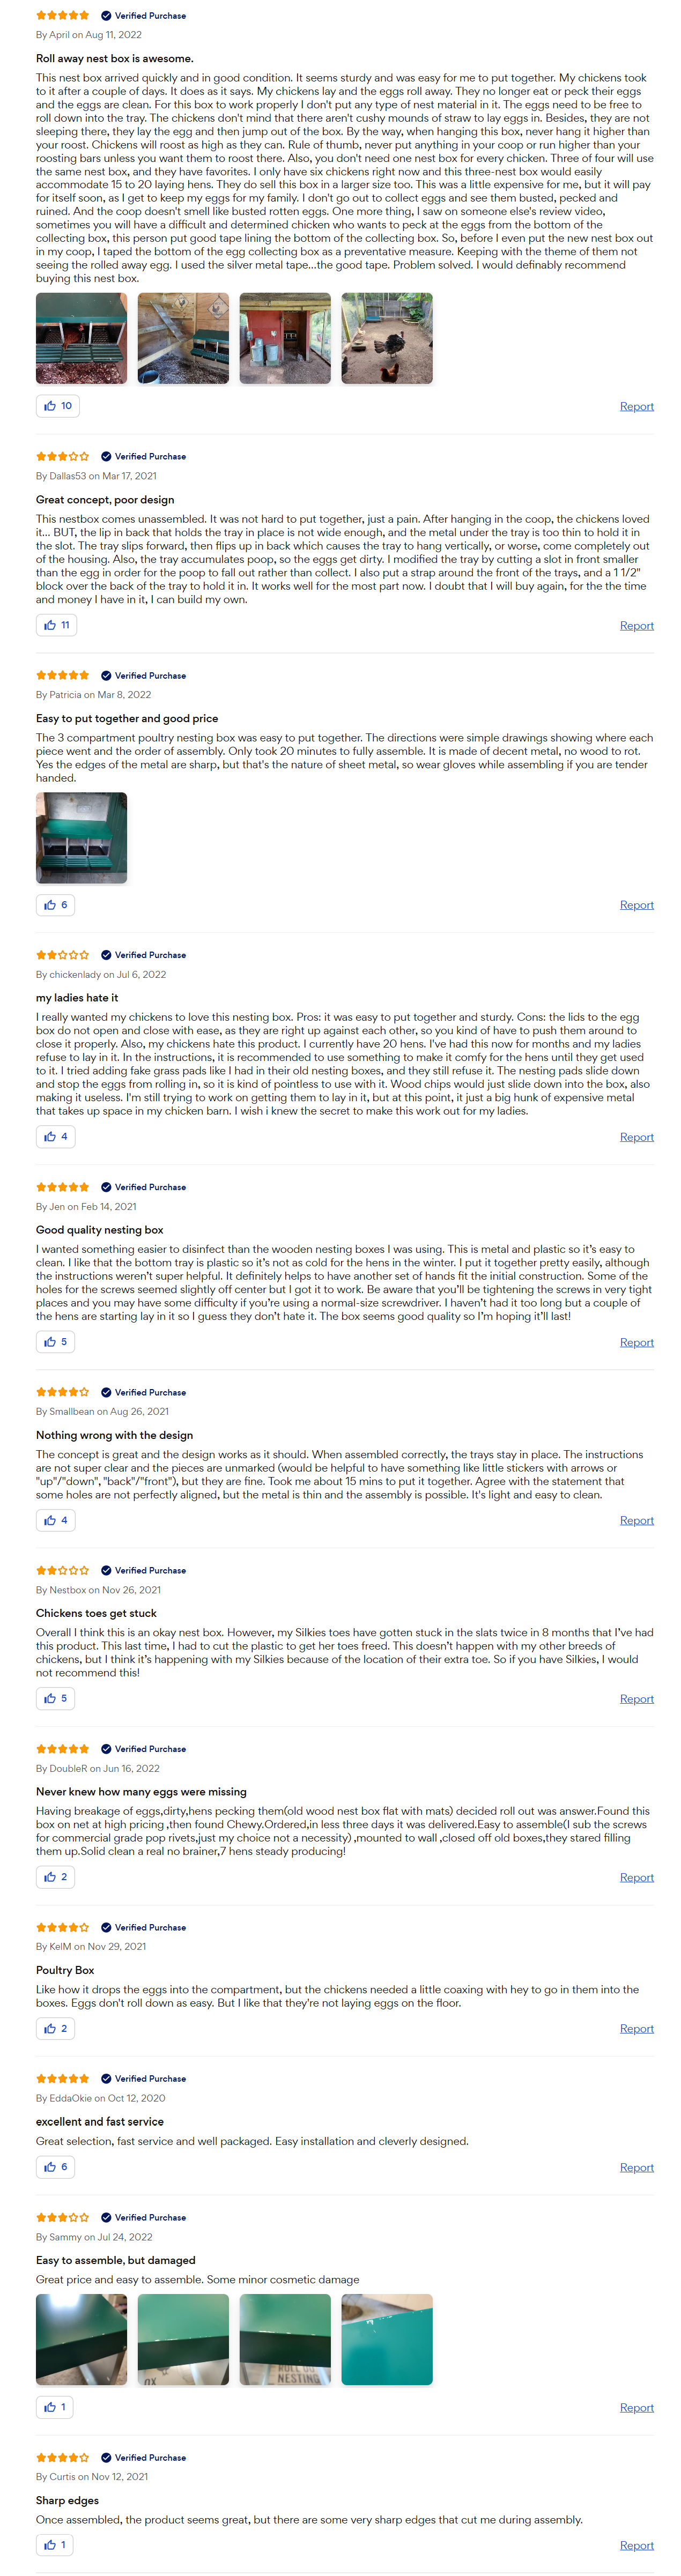 Verified Purchase
By April on Aug 11, 2022
Roll away nest box is awesome.
This nest box arrived quickly and in good condition. It seems sturdy and was easy for me to put together. My chickens took
to it after a couple of days. It does as it says. My chickens lay and the eggs roll away. They no longer eat or peck their eggs
and the eggs are clean. For this box to work properly I don't put any type of nest material in it. The eggs need to be free to
roll down into the tray. The chickens don't mind that there aren't cushy mounds of straw to lay eggs in. Besides, they are not
sleeping there, they lay the egg and then jump out of the box. By the way, when hanging this box, never hang it higher than
your roost. Chickens will roost as high as they can. Rule of thumb, never put anything in your coop or run higher than your
roosting bars unless you want them to roost there. Also, you don't need one nest box for every chicken. Three of four will use
the same nest box, and they have favorites. I only have six chickens right now and this three-nest box would easily
accommodate 15 to 20 laying hens. They do sell this box in a larger size too. This was a little expensive for me, but it will pay
for itself soon, as I get to keep my eggs for my family. I don't go out to collect eggs and see them busted, pecked and
ruined. And the coop doesn't smell like busted rotten eggs. One more thing, I saw on someone else's review video,
sometimes you will have a difficult and determined chicken who wants to peck at the eggs from the bottom of the
collecting box, this person put good tape lining the bottom of the collecting box. So, before I even put the new nest box out
in my coop, I taped the bottom of the egg collecting box as a preventative measure. Keeping with the theme of them not
seeing the rolled away egg. I used the silver metal tape...the good tape. Problem solved. I would definably recommend
buying this nest box.
10
Report
Verified Purchase
By Dallas53 on Mar 17, 2021
Great concept, poor design
This nestbox comes unassembled. It was not hard to put together, just a pain. After hanging in the coop, the chickens loved
it... BUT, the lip in back that holds the tray in place is not wide enough, and the metal under the tray is too thin to hold it in
the slot. The tray slips forward, then flips up in back which causes the tray to hang vertically, or worse, come completely out
of the housing. Also, the tray accumulates poop, so the eggs get dirty. I modified the tray by cutting a slot in front smaller
than the egg in order for the poop to fall out rather than collect. I also put a strap around the front of the trays, and a 1 1/2"
block over the back of the tray to hold it in. It works well for the most part now. I doubt that I will buy again, for the the time
and money I have in it, I can build my own.
11
Report
Verified Purchase
By Patricia on Mar 8, 2022
Easy to put together and good price
The 3 compartment poultry nesting box was easy to put together. The directions were simple drawings showing where each
piece went and the order of assembly. Only took 20 minutes to fully assemble. It is made of decent metal, no wood to rot.
Yes the edges of the metal are sharp, but that's the nature of sheet metal, so wear gloves while assembling if you are tender
handed.
6
Report
Verified Purchase
By chickenlady on Jul 6, 2022
my ladies hate it
I really wanted my chickens to love this nesting box. Pros: it was easy to put together and sturdy. Cons: the lids to the egg
box do not open and close with ease, as they are right up against each other, so you kind of have to push them around to
close it properly. Also, my chickens hate this product. I currently have 20 hens. I've had this now for months and my ladies
refuse to lay in it. In the instructions, it is recommended to use something to make it comfy for the hens until they get used
to it. I tried adding fake grass pads like I had in their old nesting boxes, and they still refuse it. The nesting pads slide down
and stop the eggs from rolling in, so it is kind of pointless to use with it. Wood chips would just slide down into the box, also
making it useless. I'm still trying to work on getting them to lay in it, but at this point, it just a big hunk of expensive metal
that takes up space in my chicken barn. I wish i knew the secret to make this work out for my ladies.
4
Report
Verified Purchase
By Jen on Feb 14, 2021
Good quality nesting box
I wanted something easier to disinfect than the wooden nesting boxes I was using. This is metal and plastic so it's easy to
clean. I like that the bottom tray is plastic so it's not as cold for the hens in the winter. I put it together pretty easily, although
the instructions weren't super helpful. It definitely helps to have another set of hands fit the initial construction. Some of the
holes for the screws seemed slightly off center but I got it to work. Be aware that you'll be tightening the screws in very tight
places and you may have some difficulty if you're using a normal-size screwdriver. I haven't had it too long but a couple of
the hens are starting lay in it so I guess they don't hate it. The box seems good quality so I'm hoping it'll last!
5
Report
Verified Purchase
By Smallbean on Aug 26, 2021
Nothing wrong with the design
The concept is great and the design works as it should. When assembled correctly, the trays stay in place. The instructions
are not super clear and the pieces are unmarked (would be helpful to have something like little stickers with arrows or
"up"/"down", "back"/"front"), but they are fine. Took me about 15 mins to put it together. Agree with the statement that
some holes are not perfectly aligned, but the metal is thin and the assembly is possible. It's light and easy to clean.
4
Report
Verified Purchase
By Nestbox on Nov 26, 2021
Chickens toes get stuck
Overall I think this is an okay nest box. However, my Silkies toes have gotten stuck in the slats twice in 8 months that I've had
this product. This last time, I had to cut the plastic to get her toes freed. This doesn't happen with my other breeds of
chickens, but I think it's happening with my Silkies because of the location of their extra toe. So if you have Silkies, I would
not recommend this!
5
Report
Verified Purchase
By DoubleR on Jun 16, 2022
Never knew how many eggs were missing
Having breakage of eggs,dirty,hens pecking them(old wood nest box flat with mats) decided roll out was answer.Found this
box on net at high pricing ,then found Chewy.Ordered,in less three days it was delivered.Easy to assemble(I sub the screws
for commercial grade pop rivets,just my choice not a necessity) ,mounted to wall ,closed off old boxes,they stared filling
them up.Solid clean a real no brainer,7 hens steady producing!
2
Report
Verified Purchase
By KelM on Nov 29, 2021
Poultry Box
Like how it drops the eggs into the compartment, but the chickens needed a little coaxing with hey to go in them into the
boxes. Eggs don't roll down as easy. But I like that they're not laying eggs on the floor.
2
Report
Verified Purchase
By EddaOkie on Oct 12, 2020
excellent and fast service
Great selection, fast service and well packaged. Easy installation and cleverly designed.
6
Report
Verified Purchase
By Sammy on Jul 24, 2022
Easy to assemble, but damaged
Great price and easy to assemble. Some minor cosmetic damage
OX
ROLL OU
NESTING
1
Report
Verified Purchase
By Curtis on Nov 12, 2021
Sharp edges
Once assembled, the product seems great, but there are some very sharp edges that cut me during assembly.
1
Report